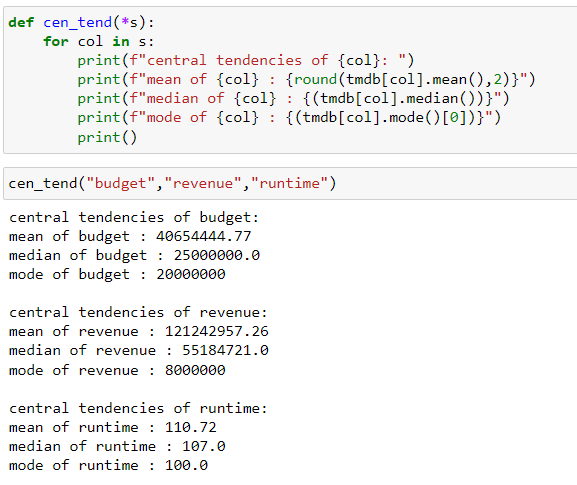 def cen_tend(*s):
    for col in s:
        print(f"central tendencies of {col}: ")
        print(f"mean of {col} : {round(tmdb[col].mean(),2)}")
        print(f"median of {col} : {(tmdb[col].median())}")
        print(f"mode of {col} : {(tmdb[col].mode()[0])}")
        print()
cen_tend("budget","revenue","runtime")
central tendencies of budget:
mean of budget : 40654444.77
median of budget : 25000000.0
mode of budget : 20000000
central tendencies of revenue:
mean of revenue : 121242957.26
median of revenue : 55184721.0
mode of revenue : 8000000
central tendencies of runtime:
mean of runtime : 110.72
median of runtime : 107.0
mode of runtime : 100.0